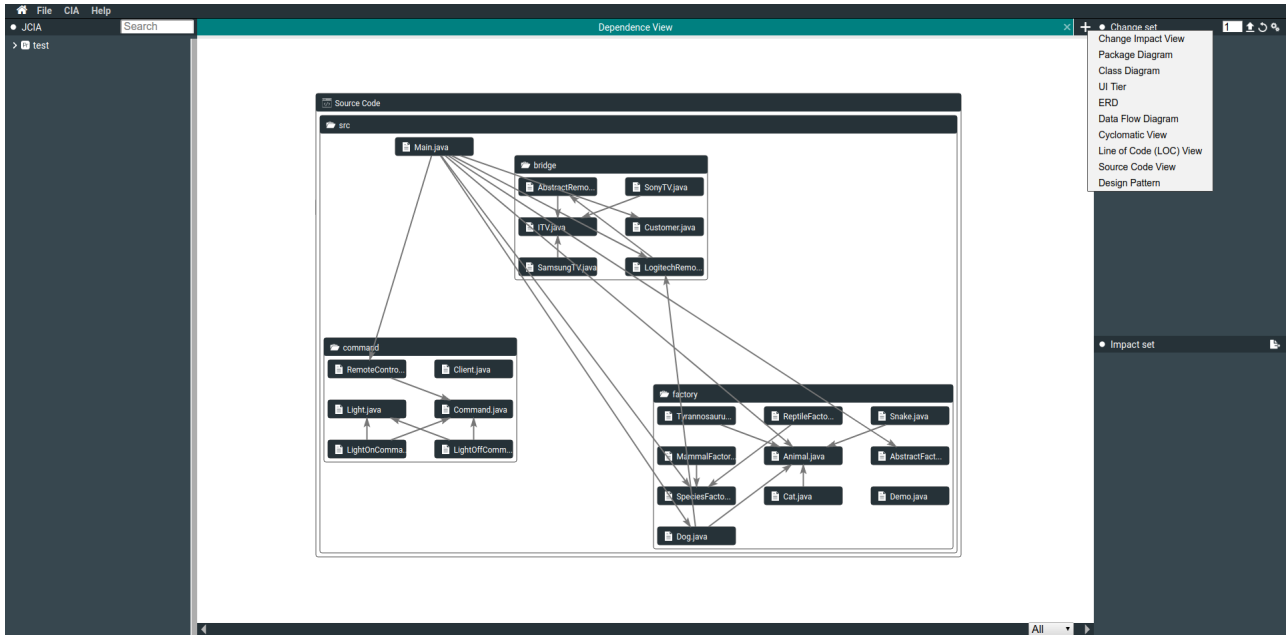 File CIA Help
JCIA Search
test
Dependence View
Change set 1
Change Impact View
Package Diagram
Class Diagram
UI Tier
ERD
Data Flow Diagram
Cyclomatic View
Line of Code (LOC) View
Source Code View
Design Pattern
Source Code
src
Main.java
bridge
AbstractRemo... SonyTV.java
ITV.java Customer.java
SamsungTV.java LogitechRemo...
command
RemoteContro... Client.java
Light.java Command.java
LightOnComma... LightOffComm...
factory
Tyrannosauru... ReptileFacto... Snake.java
MammalFactor... Animal.java AbstractFact...
SpeciesFacto... Cat.java Demo.java
Dog.java
Impact set
All